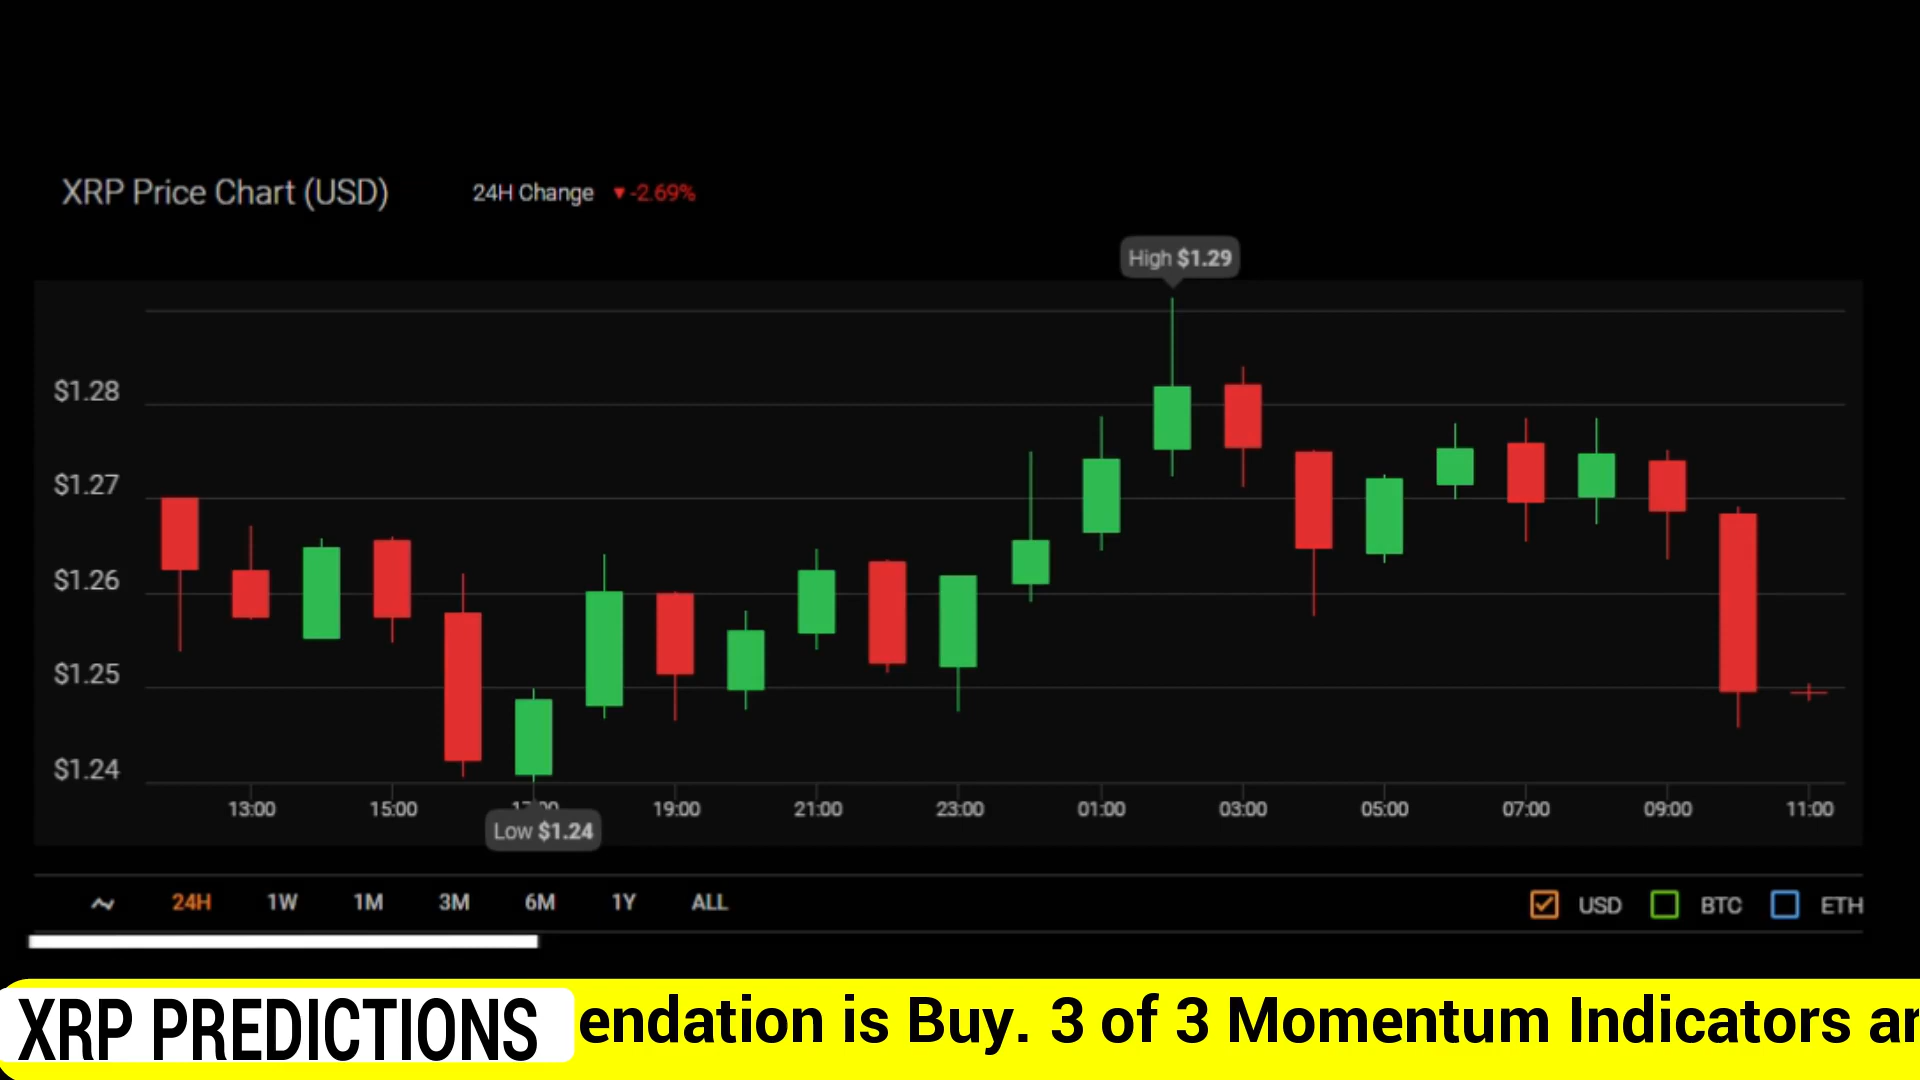 XRP Price Chart (USD) 24H Change ▼-2.69%
High $1.29
$1.28
$1.27
$1.26
$1.25
$1.24
13:00 15:00 17:00 19:00 21:00 23:00 01:00 03:00 05:00 07:00 09:00 11:00
Low $1.24
24H 1W 1M 3M 6M 1Y ALL USD BTC ETH
XRP PREDICTIONS endation is Buy. 3 of 3 Momentum Indicators ar